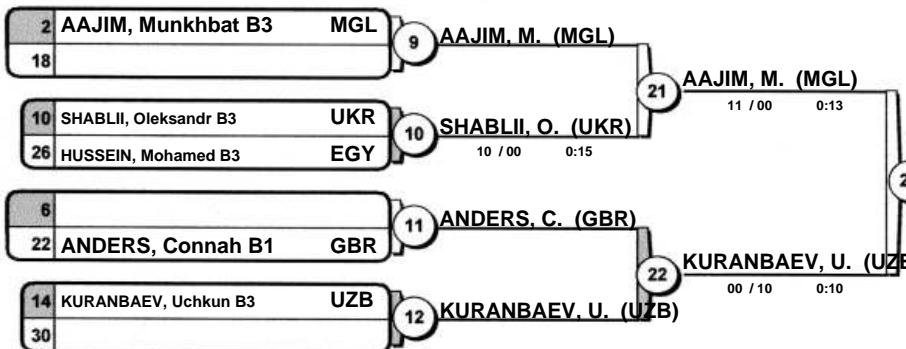 2 AAJIM, Munkhbat B3 MGL
18
9 AAJIM, M. (MGL)
10 SHABLII, Oleksandr B3 UKR
26 HUSSEIN, Mohamed B3 EGY
10 SHABLII, O. (UKR)
10 / 00 0:15
21 AAJIM, M. (MGL)
11 / 00 0:13
6
22 ANDERS, Connah B1 GBR
11 ANDERS, C. (GBR)
14 KURANBAEV, Uchkun B3 UZB
30
12 KURANBAEV, U. (UZB)
22 KURANBAEV, U. (UZB
00 / 10 0:10
2